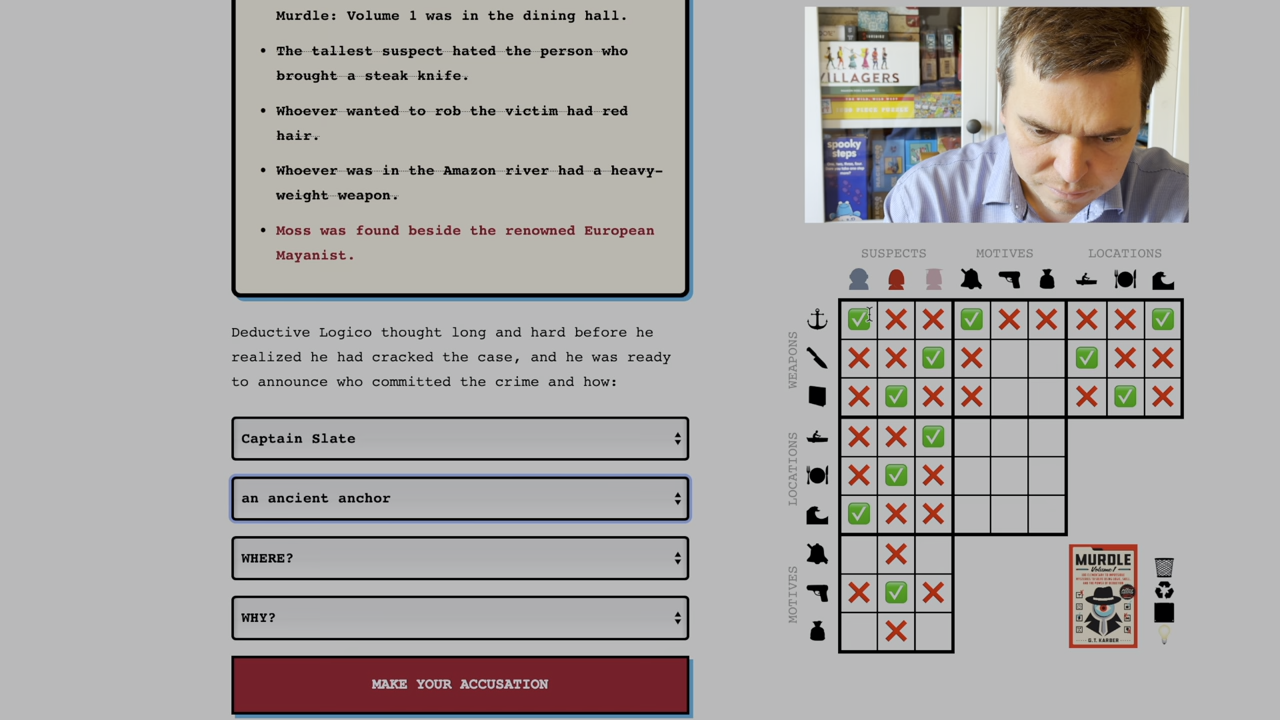 Murdle: Volume 1 was in the dining hall.
• The tallest suspect hated the person who
brought a steak knife.
• Whoever wanted to rob the victim had red
hair.
• Whoever was in the Amazon river had a heavy-
weight weapon.
• Moss was found beside the renowned European
Mayanist.
Deductive Logico thought long and hard before he
realized he had cracked the case, and he was ready
to announce who committed the crime and how:
Captain Slate
an ancient anchor
WHERE?
WHY?
MAKE YOUR ACCUSATION
VILLAGERS
spooky
steps
SUSPECTS
MOTIVES
LOCATIONS
WEAPONS
LOCATIONS
MOTIVES
MURDLE
Volume 1
G.T. KARBER